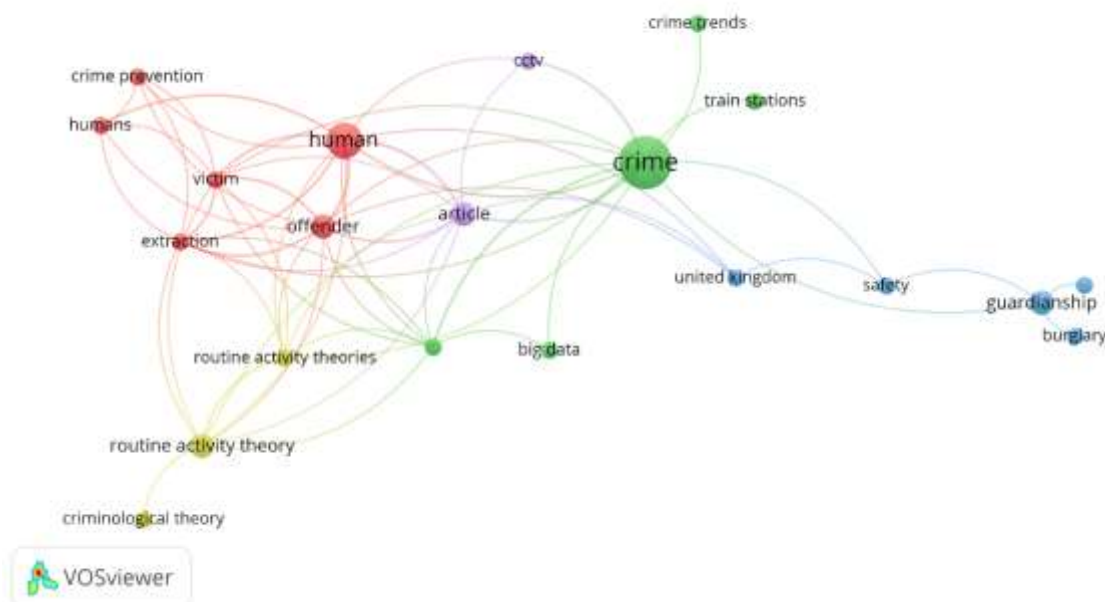 crime trends
cctv
crime prevention
train stations
humans
human
crime
victim
article
offender
extraction
united kingdom
safety
guardianship
burglary
big data
routine activity theories
routine activity theory
criminological theory
VOSviewer